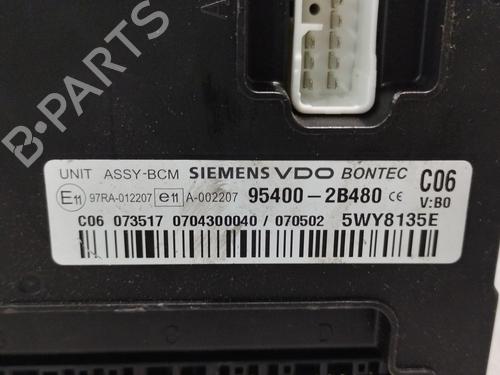 B-PARTS
A
UNIT ASSY-BCM SIEMENS VDO BONTEC C06
E11 97RA-012207 e11 A-002207 95400-2B480 CE V:B0
C06 073517 0704300040 / 070502 5WY8135E
C